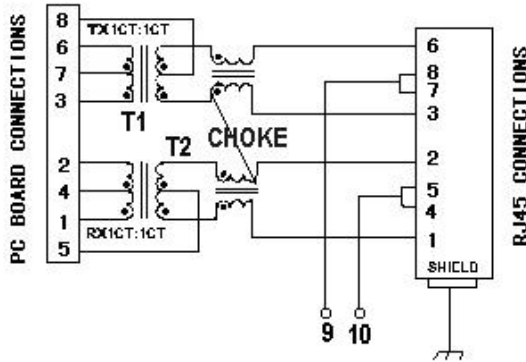 PC BOARD CONNECTIONS
8
6
7
3
2
4
1
5
TX1CT:1CT
T1
T2
CHOKE
RX1CT:1CT
6
8
7
3
2
5
4
1
SHIELD
RJ45 CONNECTIONS
9
10